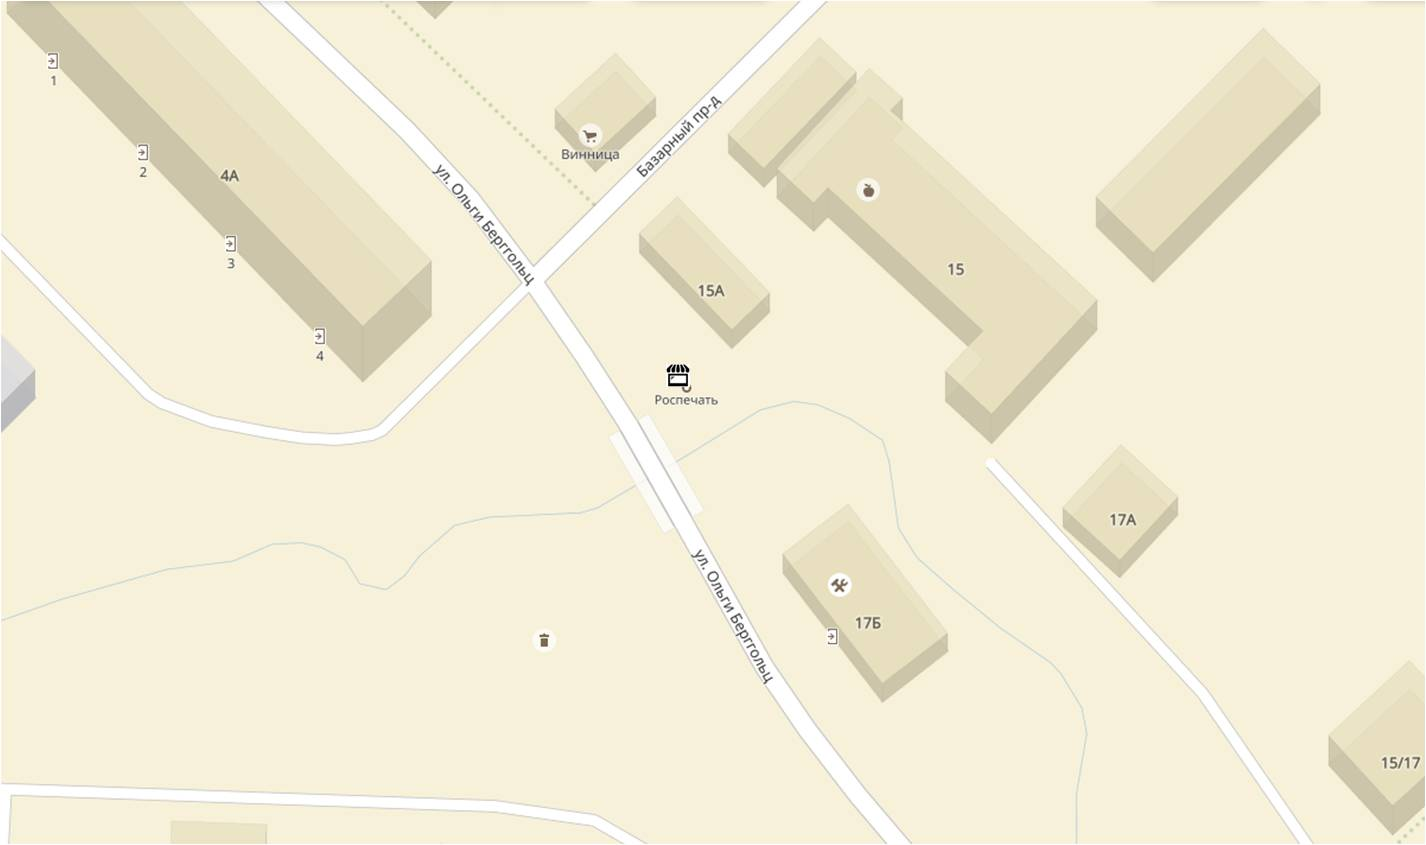 1
2
3
4
4А
ул. Ольги Берггольц
Винница
Базарный пр-д
15А
15
Роспечать
17А
17Б
ул. Ольги Берггольц
15/17